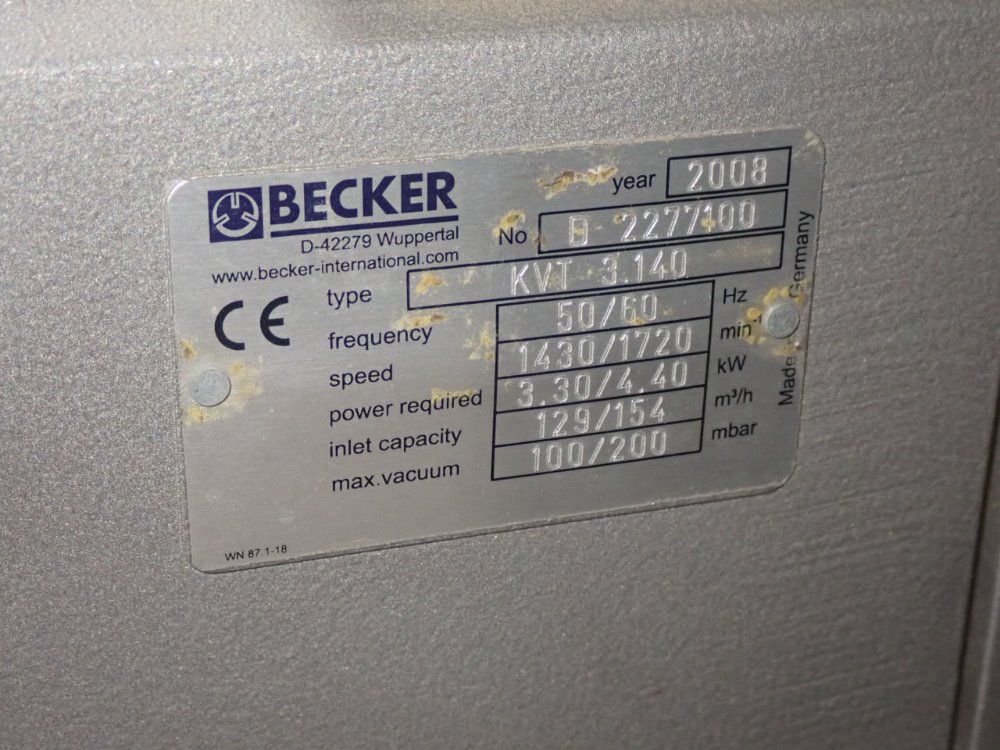 BECKER
D-42279 Wuppertal
www.becker-international.com
CE
year 2008
No D 2277100
type KVT 3.140
frequency 50/60 Hz
speed 1430/1720 min⁻¹
power required 3.30/4.40 kW
inlet capacity 129/154 m³/h
max.vacuum 100/200 mbar
Made Germany
WN 87.1-18